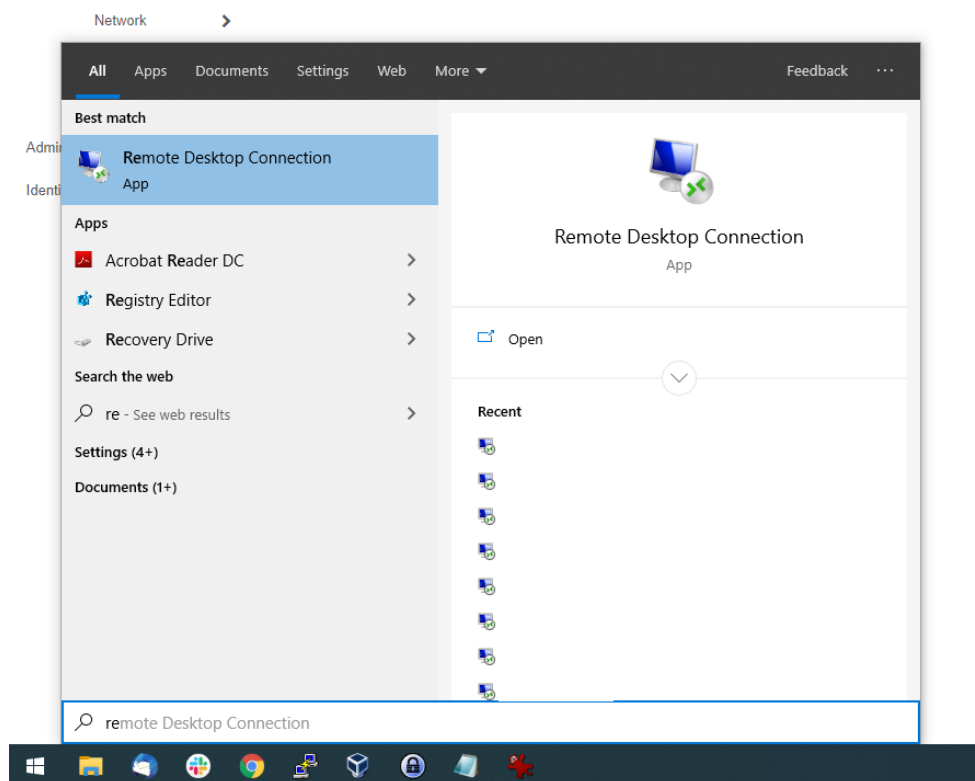 Network
All Apps Documents Settings Web More Feedback ...
Best match
Remote Desktop Connection
App
Apps
Acrobat Reader DC
Registry Editor
Recovery Drive
Search the web
re - See web results
Settings (4+)
Documents (1+)
Admi
Identi
Remote Desktop Connection
App
Open
Recent
remote Desktop Connection